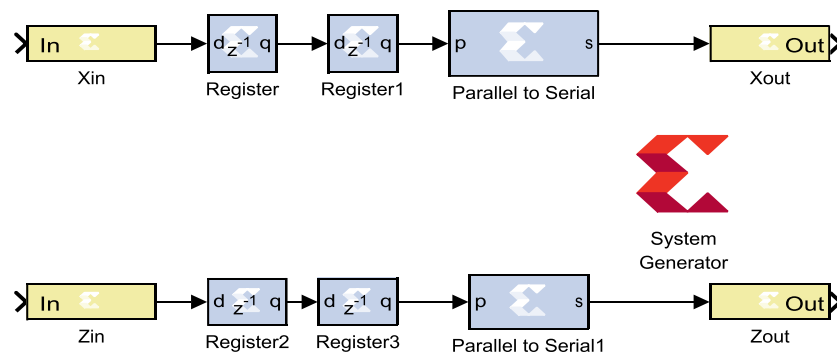 In
d z-1 q
d z-1 q
p s
Out
Xin
Register
Register1
Parallel to Serial
Xout
System
Generator
In
d z-1 q
d z-1 q
p s
Out
Zin
Register2
Register3
Parallel to Serial1
Zout